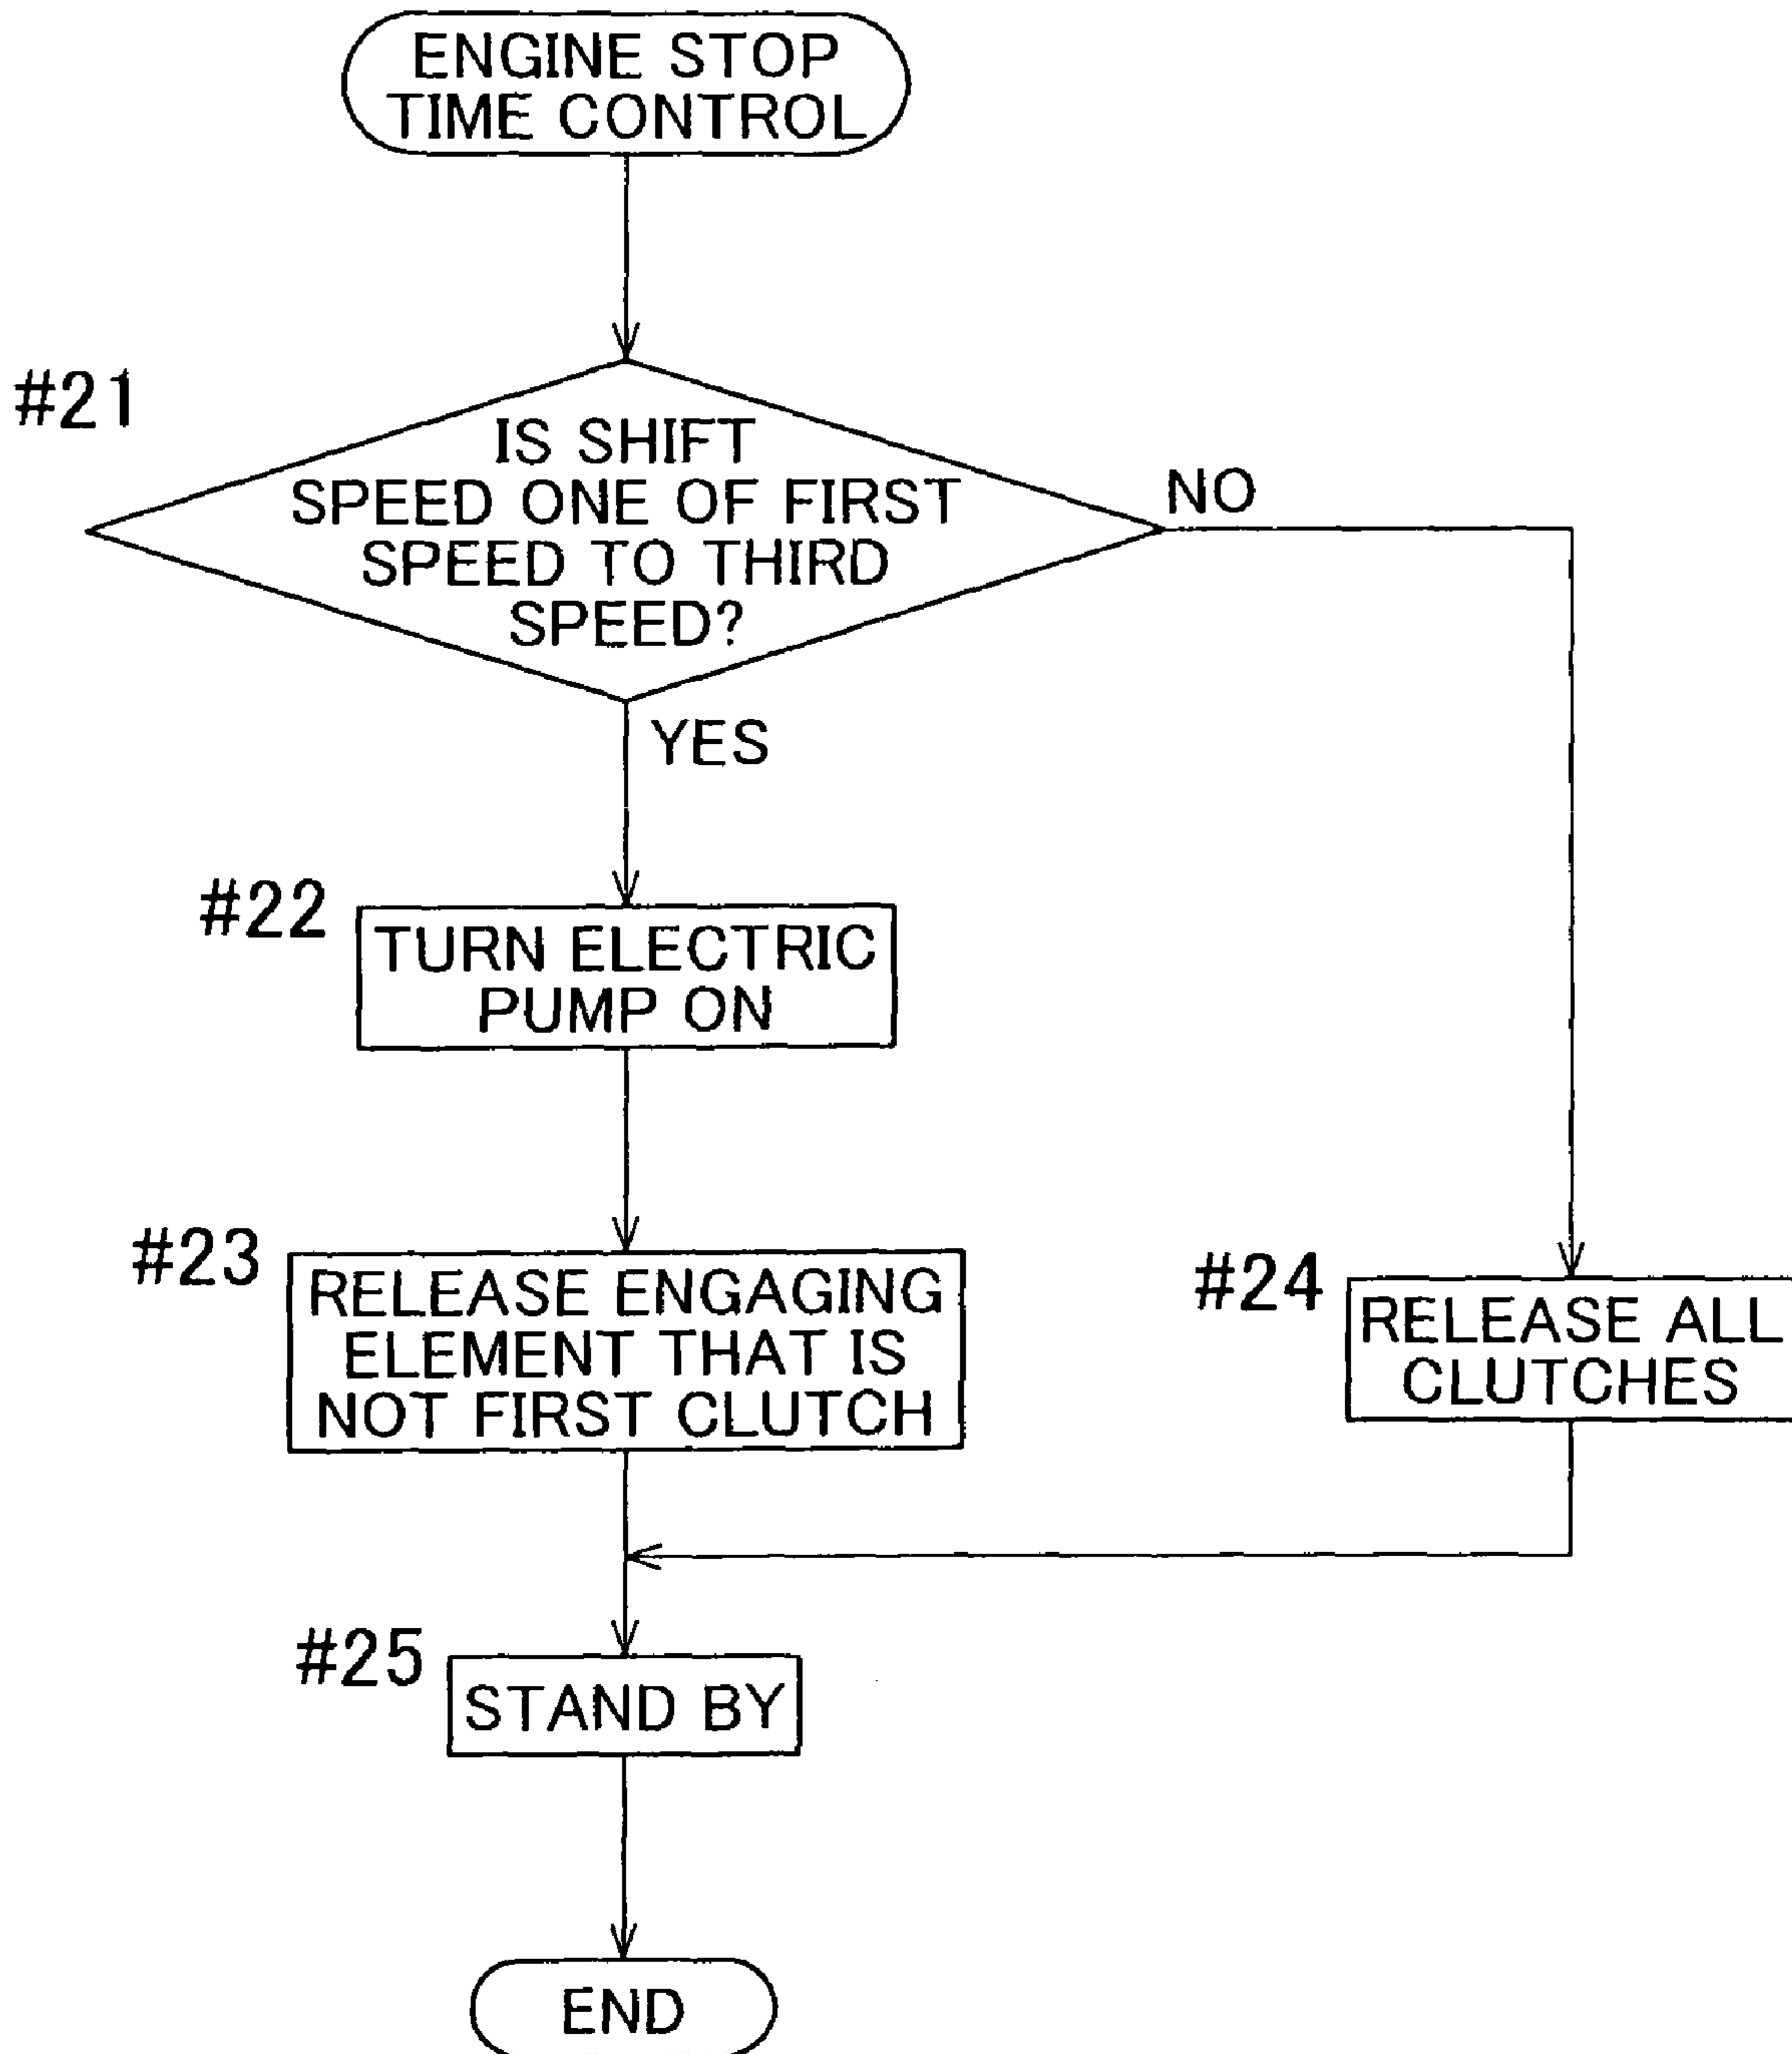 ENGINE STOP
TIME CONTROL
#21
IS SHIFT
SPEED ONE OF FIRST
SPEED TO THIRD
SPEED?
NO
YES
#22
TURN ELECTRIC
PUMP ON
#23
RELEASE ENGAGING
ELEMENT THAT IS
NOT FIRST CLUTCH
#24
RELEASE ALL
CLUTCHES
#25
STAND BY
END